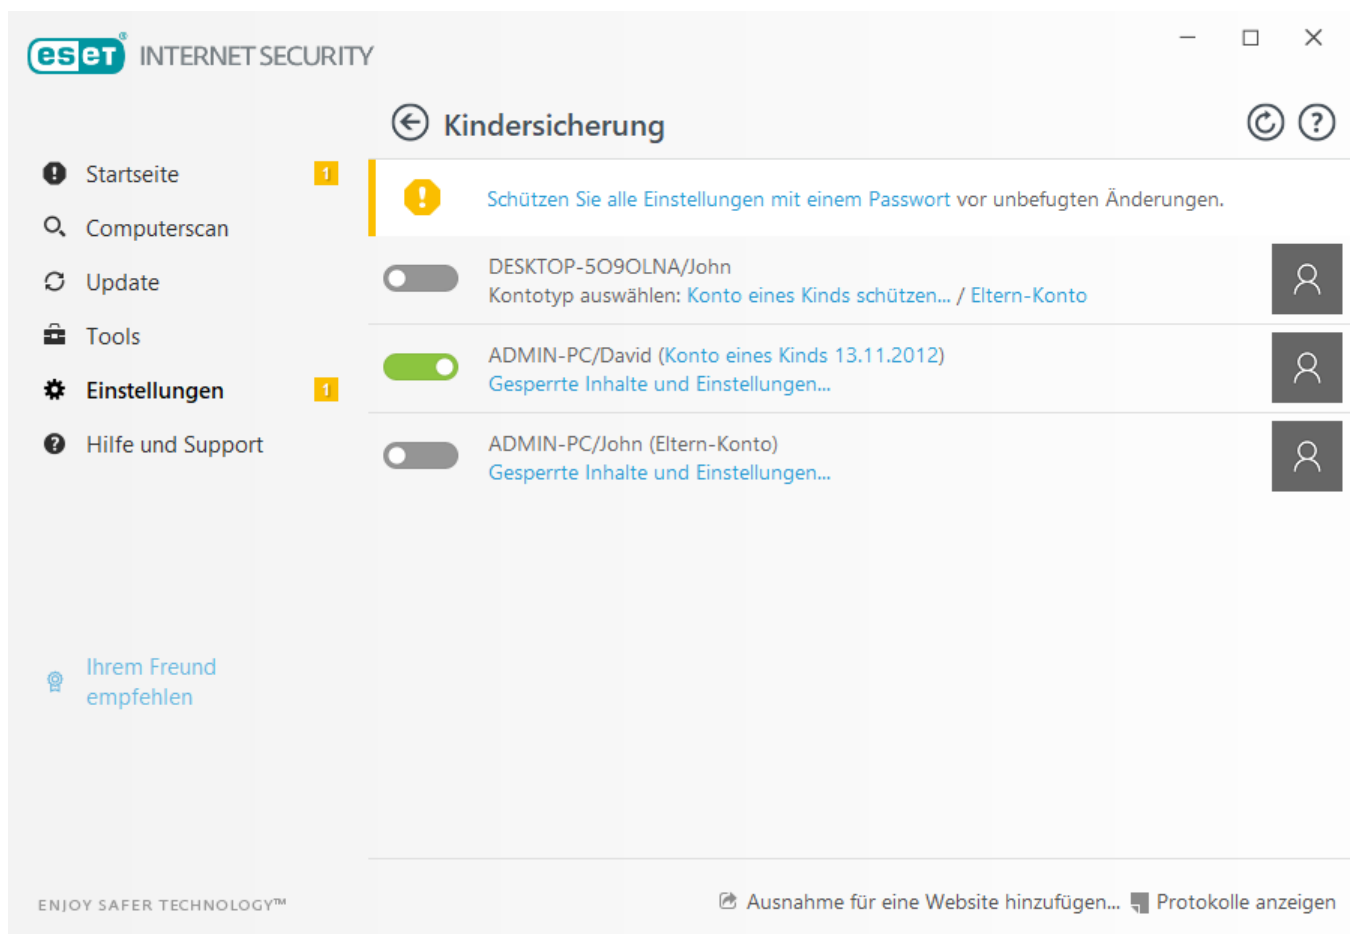 eset® INTERNET SECURITY
Kindersicherung
Startseite 1
Computerscan
Update
Tools
Einstellungen 1
Hilfe und Support
Ihrem Freund
empfehlen
ENJOY SAFER TECHNOLOGY™
Schützen Sie alle Einstellungen mit einem Passwort vor unbefugten Änderungen.
DESKTOP-5O9OLNA/John
Kontotyp auswählen: Konto eines Kinds schützen... / Eltern-Konto
ADMIN-PC/David (Konto eines Kinds 13.11.2012)
Gesperrte Inhalte und Einstellungen...
ADMIN-PC/John (Eltern-Konto)
Gesperrte Inhalte und Einstellungen...
Ausnahme für eine Website hinzufügen... Protokolle anzeigen